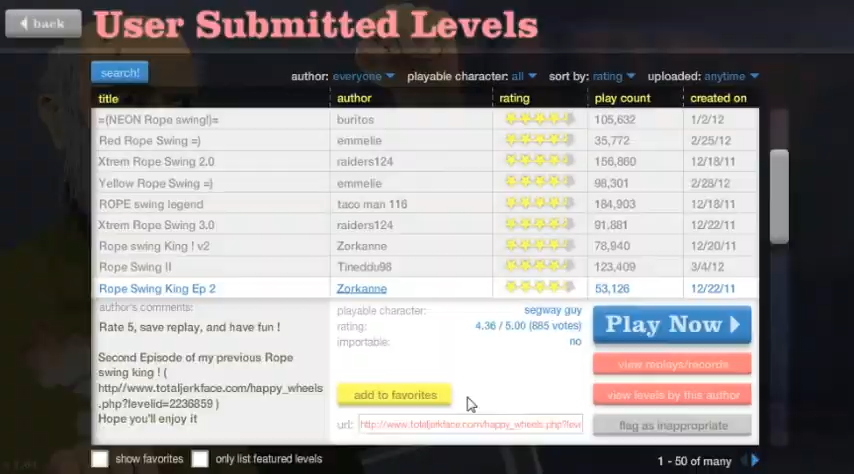 back
User Submitted Levels
search!
author: everyone playable character: all sort by: rating uploaded: anytime
title author rating play count created on
=(NEON Rope swing!)= buritos 105,632 1/2/12
Red Rope Swing =) emmelie 35,772 2/25/12
Xtrem Rope Swing 2.0 raiders124 156,860 12/18/11
Yellow Rope Swing =) emmelie 98,301 2/28/12
ROPE swing legend taco man 116 184,903 12/18/11
Xtrem Rope Swing 3.0 raiders124 91,881 12/22/11
Rope swing King ! v2 Zorkanne 78,940 12/20/11
Rope Swing !! Tineddu98 123,409 3/4/12
Rope Swing King Ep 2 Zorkanne 53,126 12/22/11
author's comments:
Rate 5, save replay, and have fun !
Second Episode of my previous Rope
swing king ! (
http//www.totaljerkface.com/happy_wheels
.php?levelid=2236859 )
Hope you'll enjoy it
playable character: segway guy
rating: 4.36 / 5.00 (885 votes)
importable: no
add to favorites
url: http://www.totaljerkface.com/happy_wheels.php?leve
Play Now
view replays/records
view levels by this author
flag as inappropriate
show favorites only list featured levels
1 - 50 of many